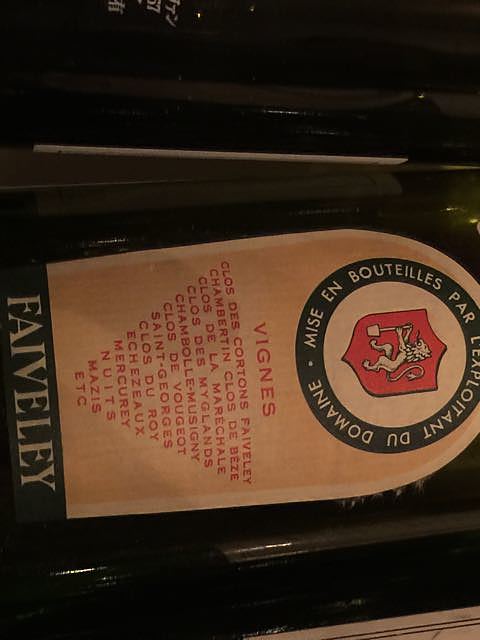 MISE EN BOUTEILLES PAR L'EXPLOITANT DU DOMAINE •
VIGNES
CLOS DES CORTONS FAIVELEY
CHAMBERTIN CLOS DE BÈZE
CLOS DE LA MARÉCHALE
CLOS DES MYGLANDS
CHAMBOLLE-MUSIGNY
CLOS DE VOUGEOT
SAINT-GEORGES
CLOS DU ROY
ECHEZEAUX
MERCUREY
NUITS
MAZIS
ETC
FAIVELEY